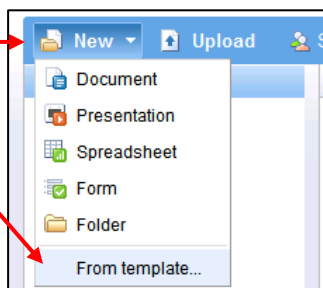 New Upload S
Document
Presentation
Spreadsheet
Form
Folder
From template...